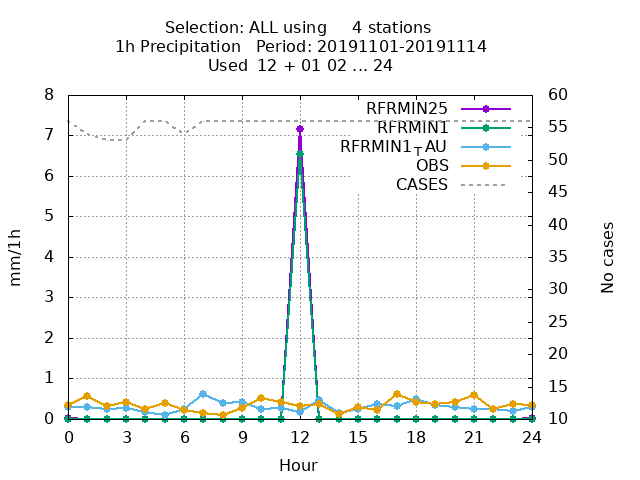 Selection: ALL using     4 stations
1h Precipitation   Period: 20191101-20191114
Used  12 + 01 02 ... 24
8
7
6
5
4
3
2
1
0
mm/1h
RFRMIN25
RFRMIN1
RFRMIN1TAU
OBS
CASES
60
55
50
45
40
35
30
25
20
15
10
No cases
0 3 6 9 12 15 18 21 24
Hour